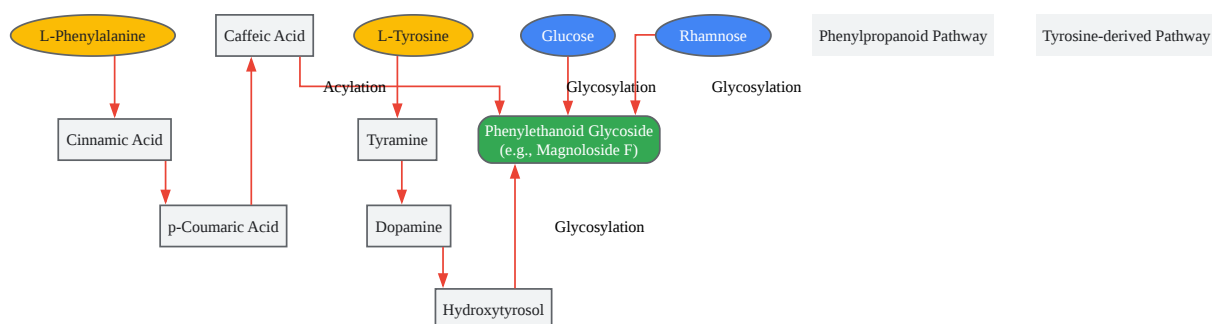 L-Phenylalanine
Caffeic Acid
L-Tyrosine
Glucose
Rhamnose
Phenylpropanoid Pathway
Tyrosine-derived Pathway
Acylation
Glycosylation
Glycosylation
Cinnamic Acid
Tyramine
Phenylethanoid Glycoside
(e.g., Magnoloside F)
p-Coumaric Acid
Dopamine
Glycosylation
Hydroxytyrosol